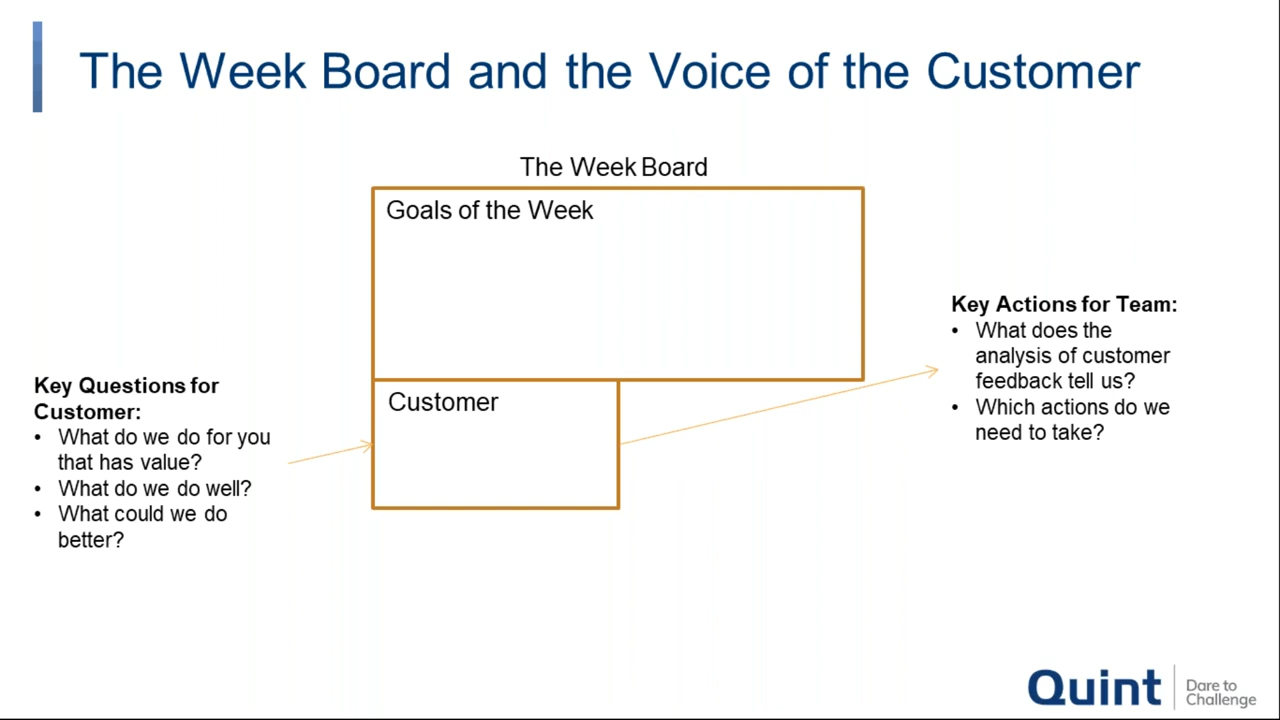 The Week Board and the Voice of the Customer
The Week Board
Goals of the Week
Customer
Key Questions for
Customer:
• What do we do for you
that has value?
• What do we do well?
• What could we do
better?
Key Actions for Team:
• What does the
analysis of customer
feedback tell us?
• Which actions do we
need to take?
Quint
Dare to
Challenge